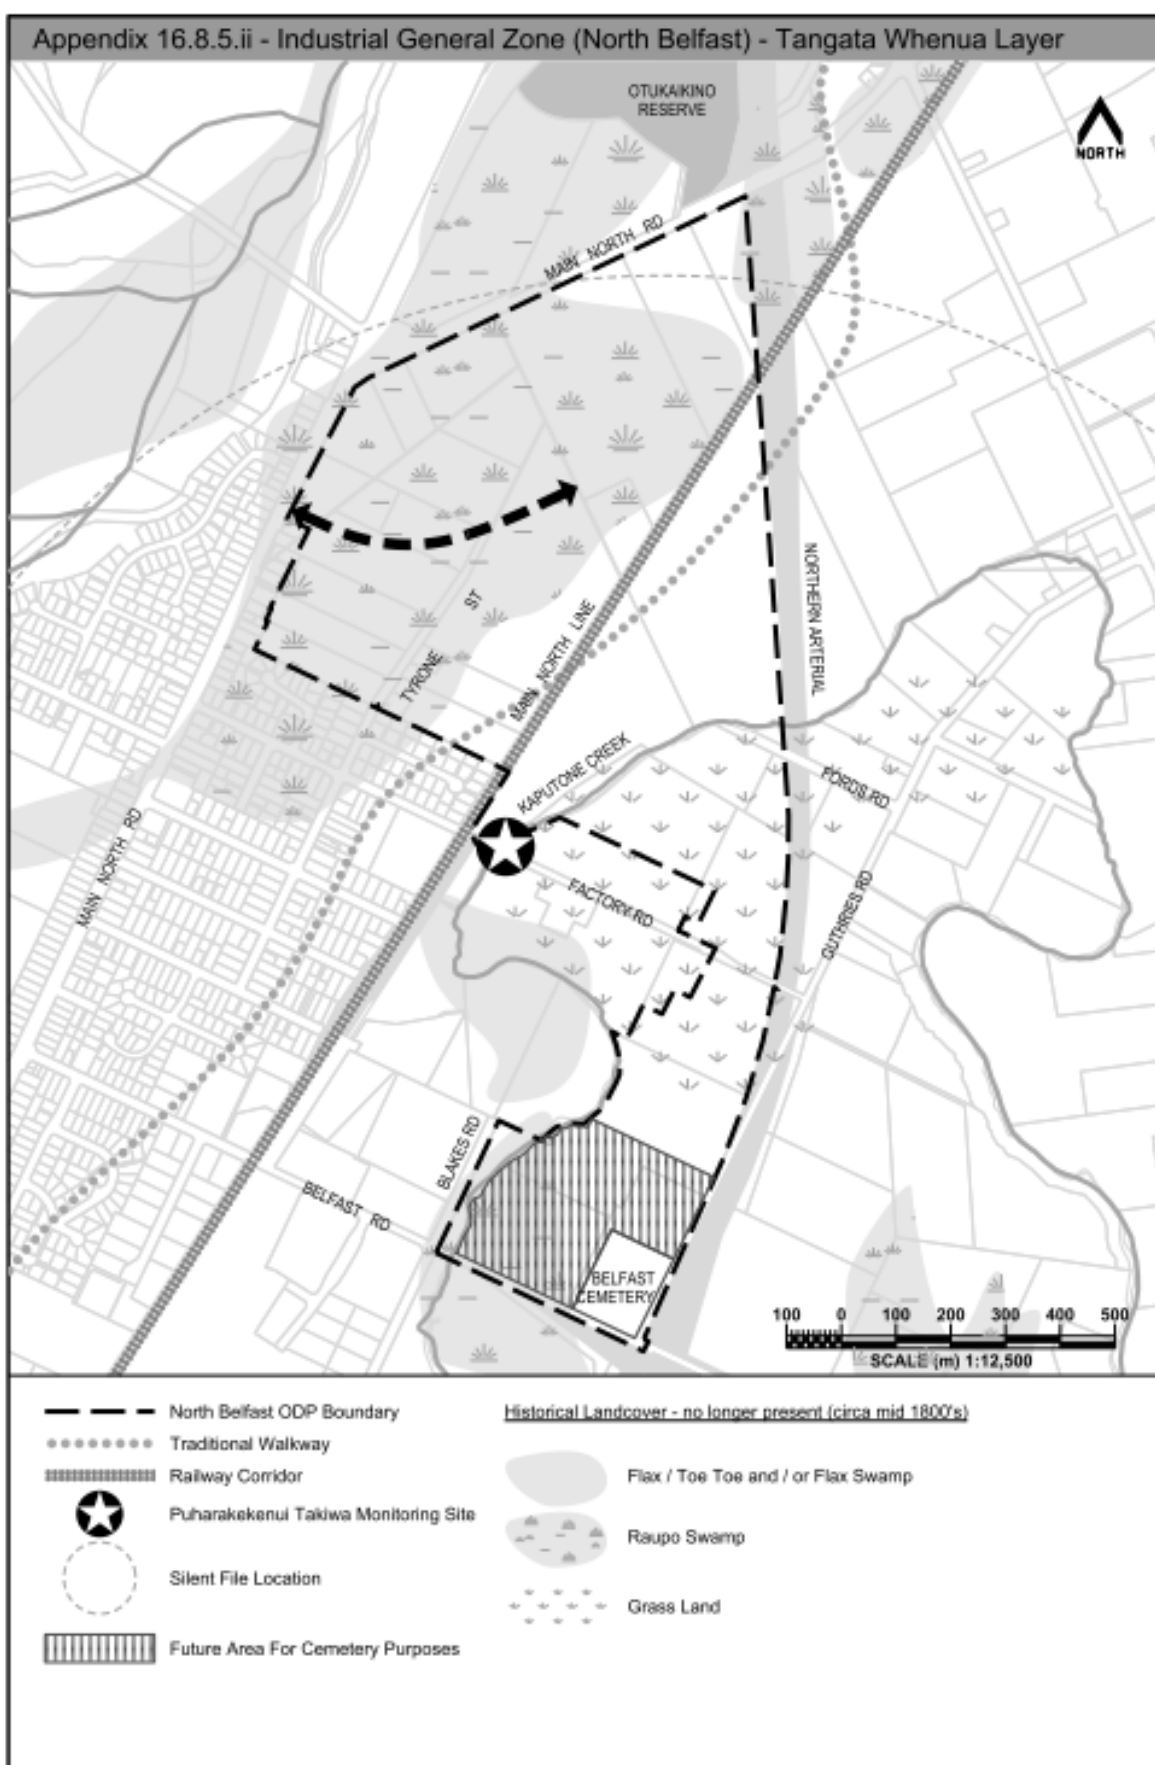 Appendix 16.8.5.ii - Industrial General Zone (North Belfast) - Tangata Whenua Layer
OTUKAIKINO
RESERVE
NORTH
MAIN NORTH RD
NORTHERN ARTERIAL
TYRONE ST
MAIN NORTH LINE
KAPUTONE CREEK
FORDS RD
MAIN NORTH RD
FACTORY RD
GUTHRIES RD
BLAKES RD
BELFAST RD
BELFAST
CEMETERY
100 0 100 200 300 400 500
SCALE (m) 1:12,500
North Belfast ODP Boundary
Traditional Walkway
Railway Corridor
Puharakekenui Takiwa Monitoring Site
Silent File Location
Future Area For Cemetery Purposes
Historical Landcover - no longer present (circa mid 1800's)
Flax / Toe Toe and / or Flax Swamp
Raupo Swamp
Grass Land